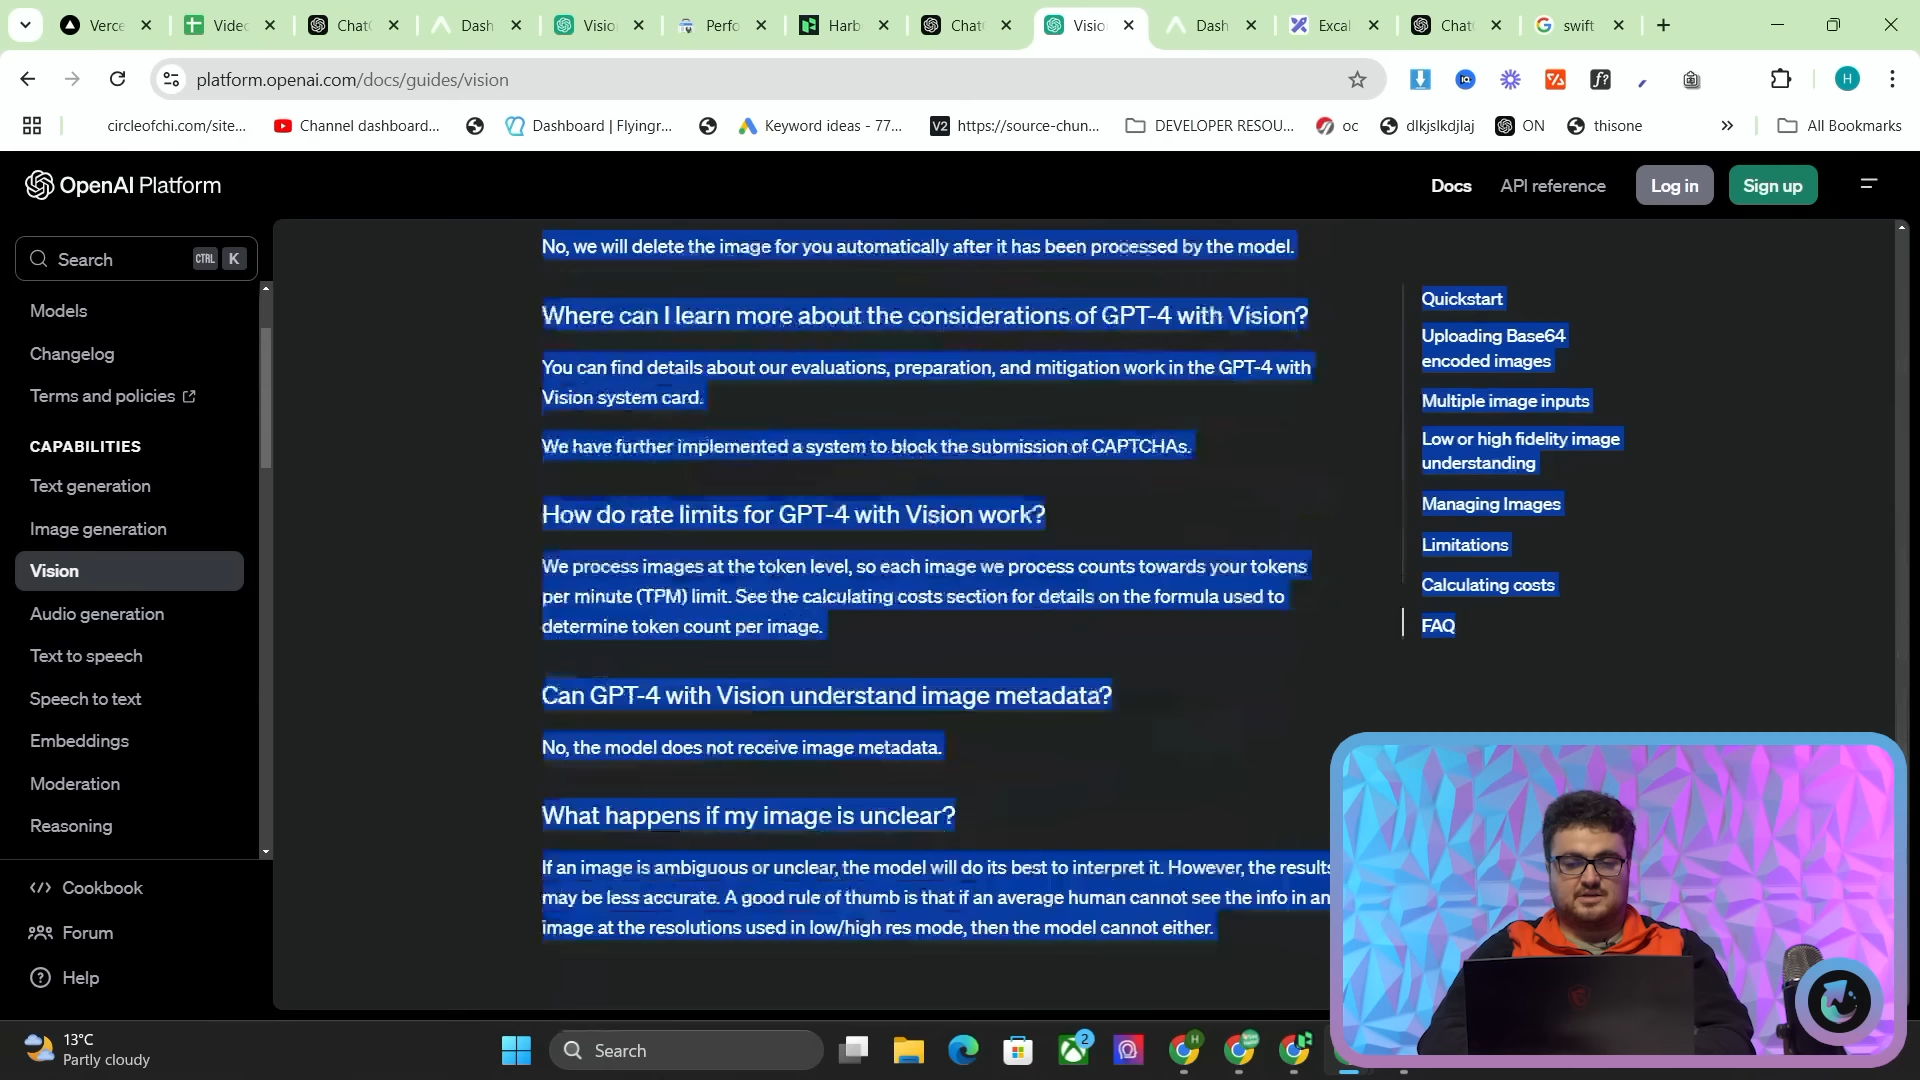 Verce
Videc
Chat
Dash
Visio
Perfo
Harb
Chat
Visio
Dash
Excal
Chat
swift
platform.openai.com/docs/guides/vision
H
circleofchi.com/site...
Channel dashboard...
Dashboard | Flyingr...
Keyword ideas - 77...
V2 https://source-chun...
DEVELOPER RESOU...
oc
dlkjslkdjlaj
ON
thisone
All Bookmarks
OpenAI Platform
Docs
API reference
Log in
Sign up
Search CTRL K
Models
Changelog
Terms and policies
CAPABILITIES
Text generation
Image generation
Vision
Audio generation
Text to speech
Speech to text
Embeddings
Moderation
Reasoning
Cookbook
Forum
Help
No, we will delete the image for you automatically after it has been processed by the model.
Where can I learn more about the considerations of GPT-4 with Vision?
You can find details about our evaluations, preparation, and mitigation work in the GPT-4 with
Vision system card.
We have further implemented a system to block the submission of CAPTCHAs.
How do rate limits for GPT-4 with Vision work?
We process images at the token level, so each image we process counts towards your tokens
per minute (TPM) limit. See the calculating costs section for details on the formula used to
determine token count per image.
Can GPT-4 with Vision understand image metadata?
No, the model does not receive image metadata.
What happens if my image is unclear?
If an image is ambiguous or unclear, the model will do its best to interpret it. However, the results
may be less accurate. A good rule of thumb is that if an average human cannot see the info in an
image at the resolutions used in low/high res mode, then the model cannot either.
Quickstart
Uploading Base64
encoded images
Multiple image inputs
Low or high fidelity image
understanding
Managing Images
Limitations
Calculating costs
FAQ
13°C
Partly cloudy
Search
2